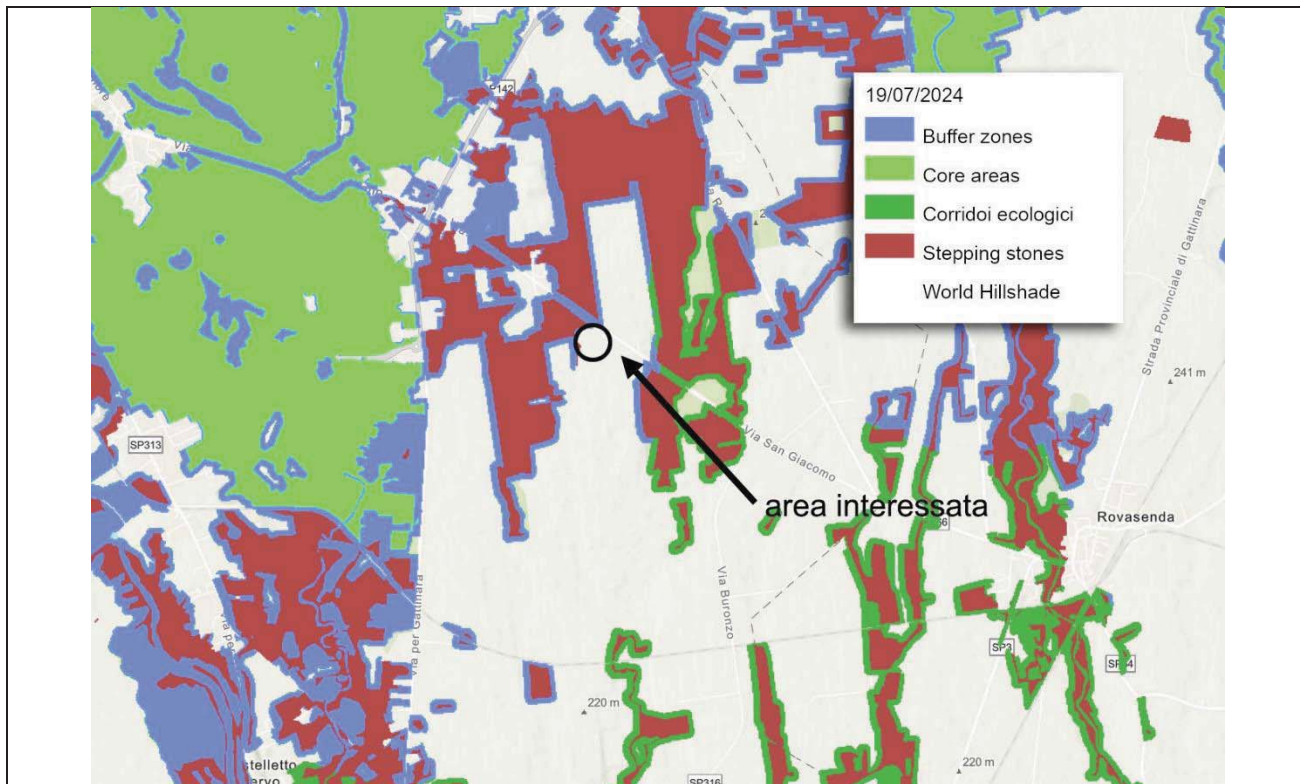 19/07/2024
Buffer zones
Core areas
Corridoi ecologici
Stepping stones
World Hillshade
SP142
Strada Provinciale di Gattinara
241 m
SP313
Via San Giacomo
area interessata
Rovasenda
Via Buronzo
Via per Gattinara
SP3
220 m
SP316
220 m